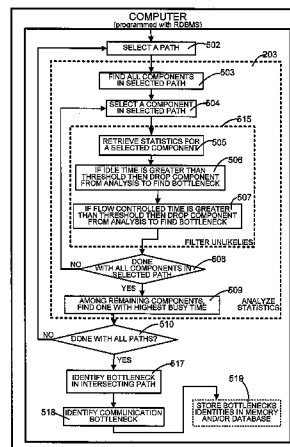 COMPUTER
(programmed with RDBMS)
SELECT A PATH
502
203
FIND ALL COMPONENTS
IN SELECTED PATH
503
SELECT A COMPONENT
IN SELECTED PATH
504
515
RETRIEVE STATISTICS FOR
A SELECTED COMPONENT
505
506
IF IDLE TIME IS GREATER THAN
THRESHOLD THEN DROP COMPONENT
FROM ANALYSIS TO FIND BOTTLENECK
507
IF FLOW CONTROLLED TIME IS GREATER
THAN THRESHOLD THEN DROP COMPONENT
FROM ANALYSIS TO FIND BOTTLENECK
FILTER UNLIKELIES
NO
DONE
WITH ALL COMPONENTS IN
SELECTED PATH
508
YES
509
AMONG REMAINING COMPONENTS,
FIND ONE WITH HIGHEST BUSY TIME
ANALYZE
STATISTICS
510
NO
DONE WITH ALL PATHS?
YES
517
IDENTIFY BOTTLENECK
IN INTERSECTING PATH
519
518
IDENTIFY COMMUNICATION
BOTTLENECK
STORE BOTTLENECKS
IDENTITIES IN MEMORY
AND/OR DATABASE